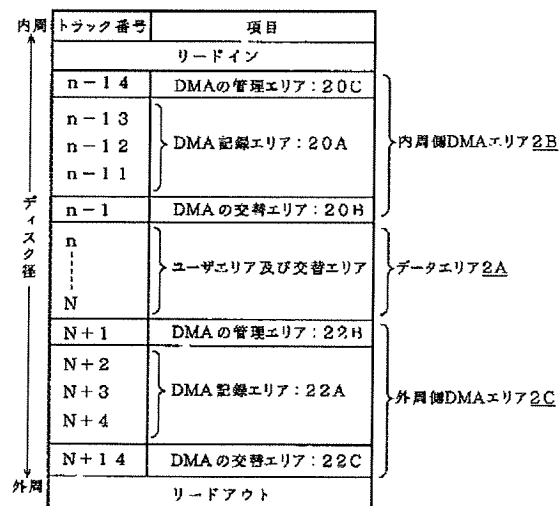 内周
トラック番号 項目
リードイン
n-14 DMAの管理エリア:20C
n-13
n-12 DMA記録エリア:20A
n-11
内周側DMAエリア2B
n-1 DMAの交替エリア:20B
ディスク径
n
ユーザエリア及び交替エリア
データエリア2A
N
N+1 DMAの管理エリア:22B
N+2
N+3 DMA記録エリア:22A
N+4
外周側DMAエリア2C
N+14 DMAの交替エリア:22C
外周
リードアウト